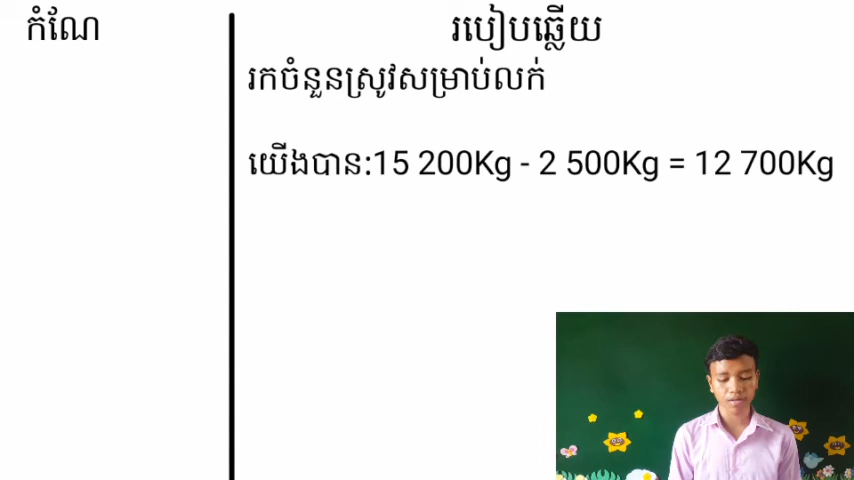 កំណែ
របៀបឆ្លើយ
រកចំនួនស្រូវសម្រាប់លក់
យើងបាន:15 200Kg - 2 500Kg = 12 700Kg